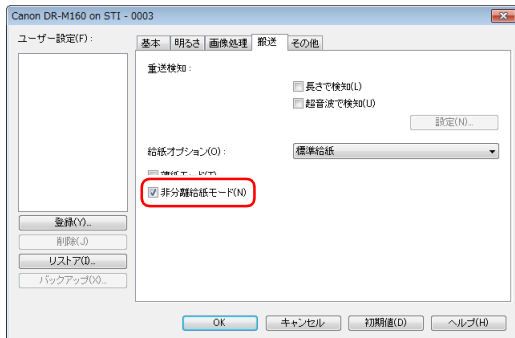 Canon DR-M160 on STI - 0003
ユーザー設定(F):
基本 明るさ 画像処理 搬送 その他
重送検知:
長さで検知(L)
超音波で検知(U)
設定(N)...
給紙オプション(O):
標準給紙
非分離給紙モード(N)
登録(Y)...
削除(J)
リストア(I)...
バックアップ(X)...
OK キャンセル 初期値(D) ヘルプ(H)